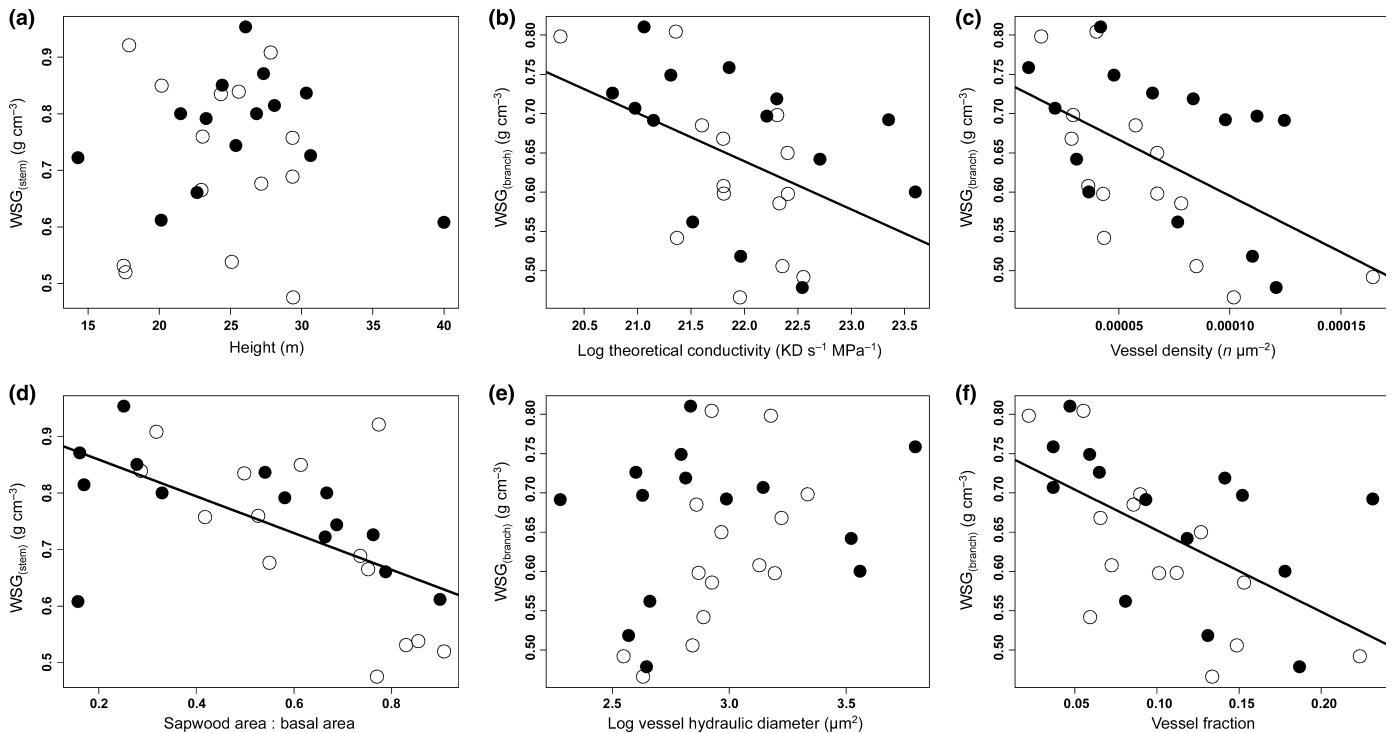 (a)
WSG(stem) (g cm–3)
0.9
0.8
0.7
0.6
0.5
15 20 25 30 35 40
Height (m)
(b)
WSG(branch) (g cm–3)
0.80
0.75
0.70
0.65
0.60
0.55
0.50
20.5 21.0 21.5 22.0 22.5 23.0 23.5
Log theoretical conductivity (KD s–1 MPa–1)
(c)
WSG(branch) (g cm–3)
0.80
0.75
0.70
0.65
0.60
0.55
0.50
0.00005 0.00010 0.00015
Vessel density (n µm–2)
(d)
WSG(stem) (g cm–3)
0.9
0.8
0.7
0.6
0.5
0.2 0.4 0.6 0.8
Sapwood area : basal area
(e)
WSG(branch) (g cm–3)
0.80
0.75
0.70
0.65
0.60
0.55
0.50
2.5 3.0 3.5
Log vessel hydraulic diameter (µm2)
(f)
WSG(branch) (g cm–3)
0.80
0.75
0.70
0.65
0.60
0.55
0.50
0.05 0.10 0.15 0.20
Vessel fraction